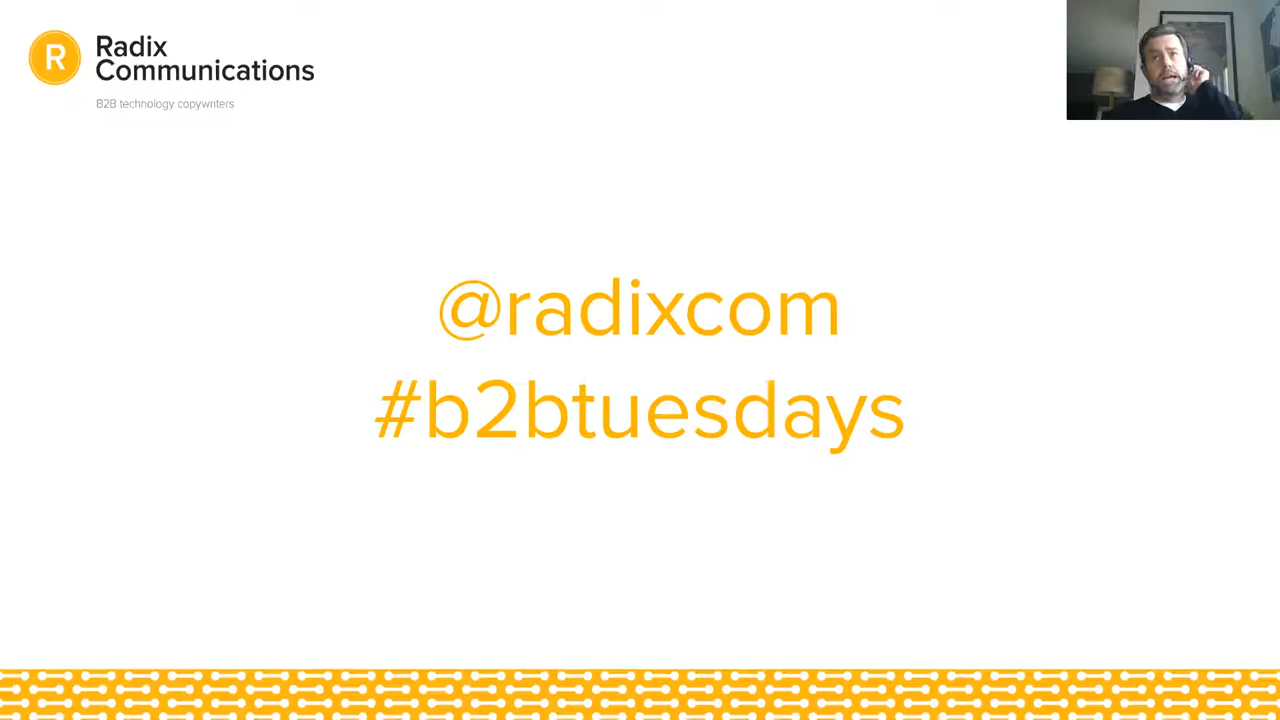 R
Radix
Communications
B2B technology copywriters
@radixcom
#b2btuesdays